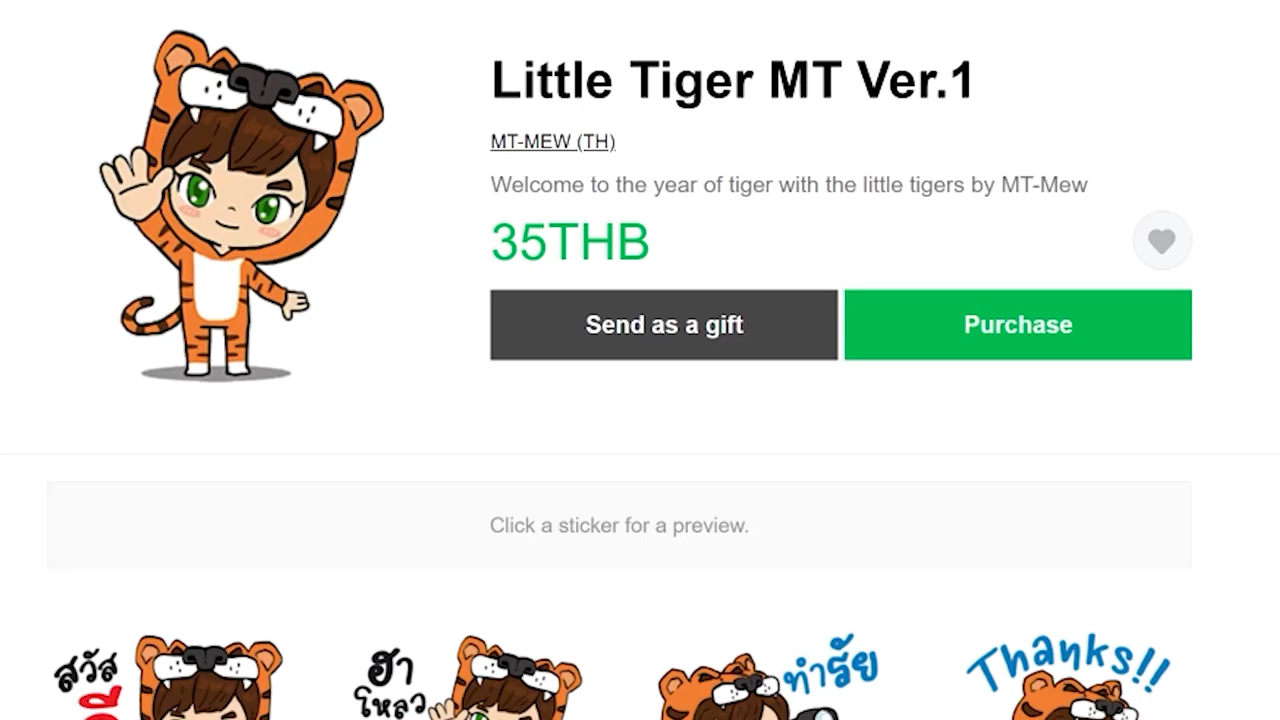 Little Tiger MT Ver.1
MT-MEW (TH)
Welcome to the year of tiger with the little tigers by MT-Mew
35THB
Send as a gift
Purchase
Click a sticker for a preview.
สวัส
ฮา
โหลว
ทำรัย
Thanks!!